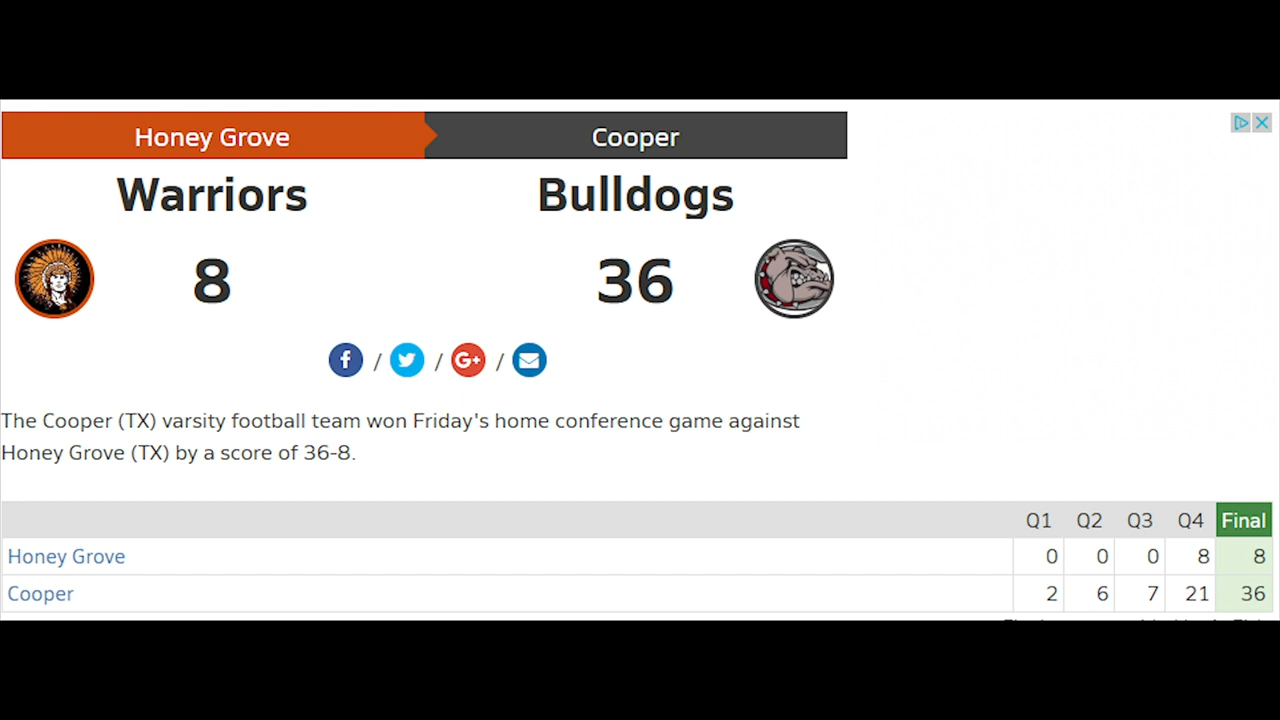 Honey Grove Cooper
Warriors Bulldogs
8 36
f / / G+ /
The Cooper (TX) varsity football team won Friday's home conference game against
Honey Grove (TX) by a score of 36-8.
Q1 Q2 Q3 Q4 Final
Honey Grove 0 0 0 8 8
Cooper 2 6 7 21 36